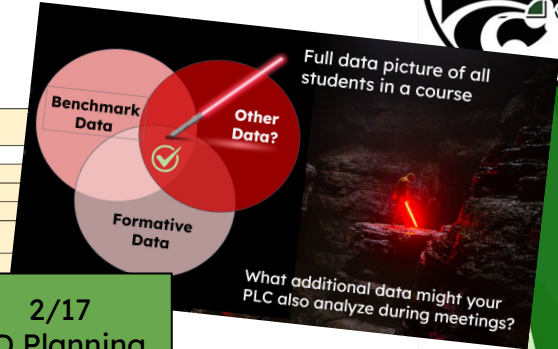 Full data picture of all
students in a course
Benchmark
Data
Other
Data?
Formative
Data
What additional data might your
PLC also analyze during meetings?
2/17
Planning